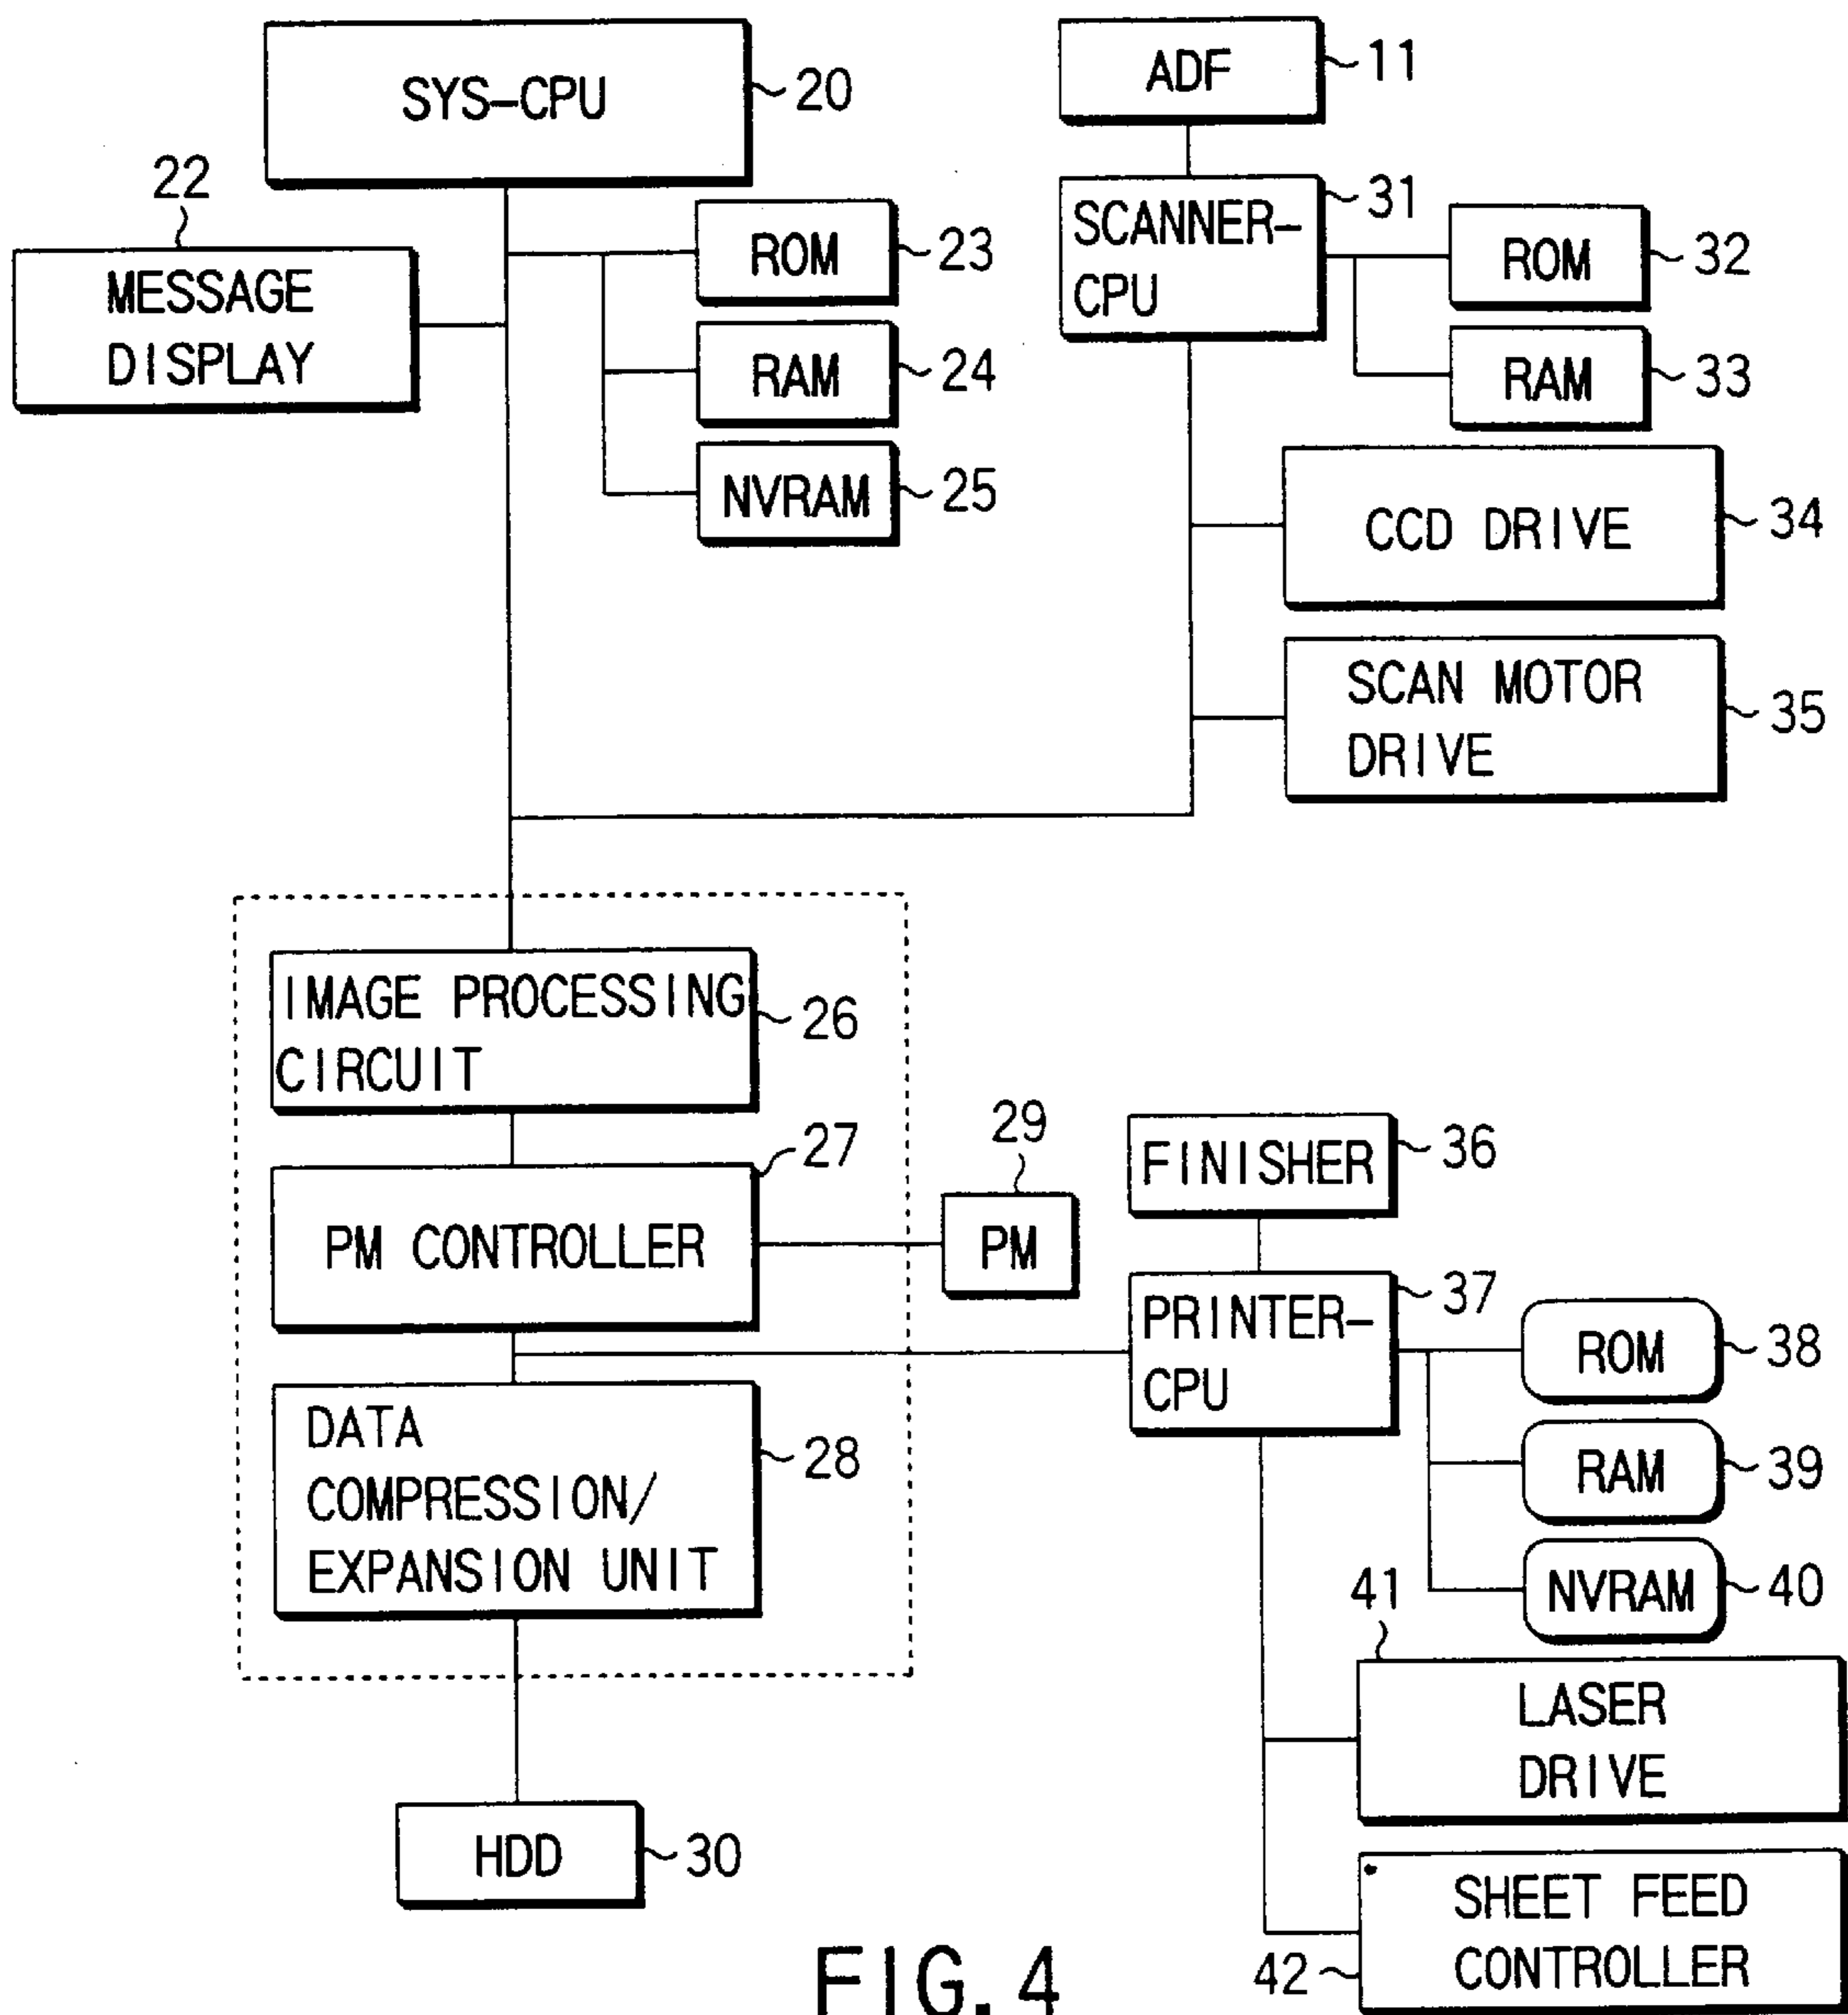 SYS-CPU
20
ADF
11
22
MESSAGE
DISPLAY
ROM
23
RAM
24
NVRAM
25
SCANNER-
CPU
31
ROM
32
RAM
33
CCD DRIVE
34
SCAN MOTOR
DRIVE
35
IMAGE PROCESSING
CIRCUIT
26
PM CONTROLLER
27
29
PM
DATA
COMPRESSION/
EXPANSION UNIT
28
HDD
30
FINISHER
36
PRINTER-
CPU
37
ROM
38
RAM
39
NVRAM
40
41
LASER
DRIVE
SHEET FEED
CONTROLLER
42
FIG. 4